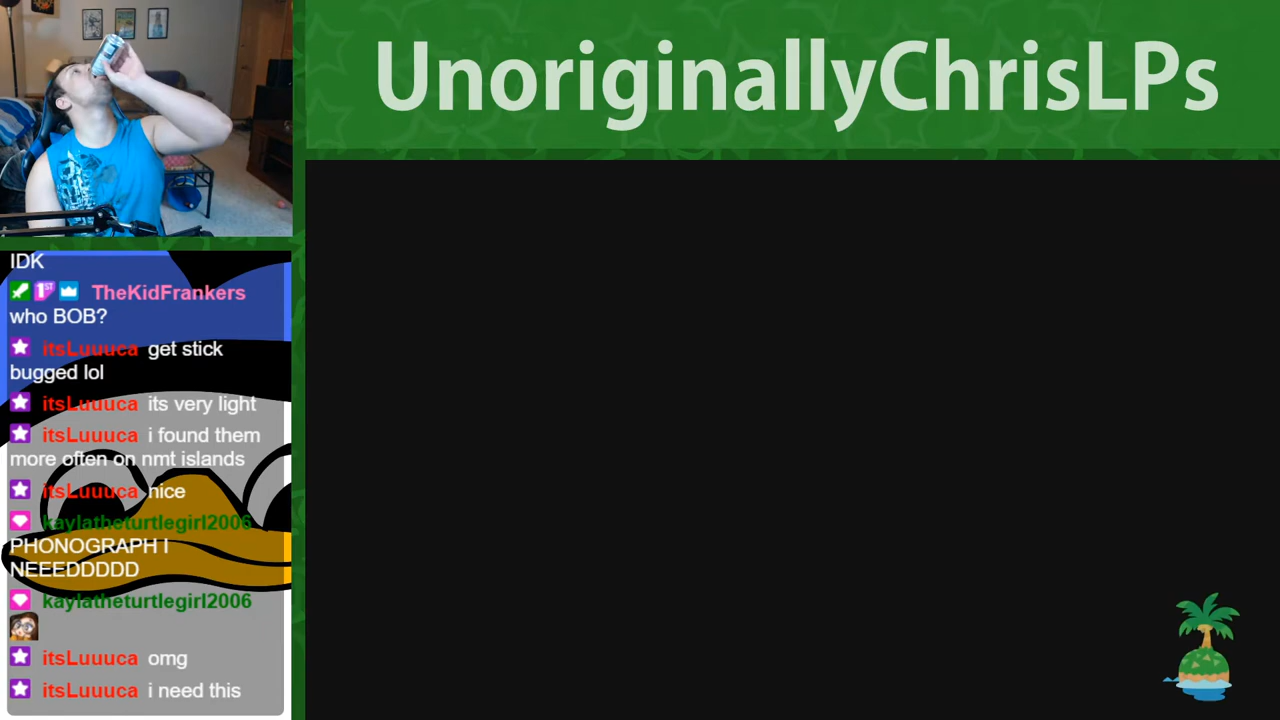 UnoriginallyChrisLPs
IDK
TheKidFrankers
who BOB?
itsLuuuca get stick
bugged lol
itsLuuuca its very light
itsLuuuca i found them
more often on nmt islands
itsLuuuca nice
kaylatheturtlegirl2006
PHONOGRAPH I
NEEEDDDDD
kaylatheturtlegirl2006
itsLuuuca omg
itsLuuuca i need this